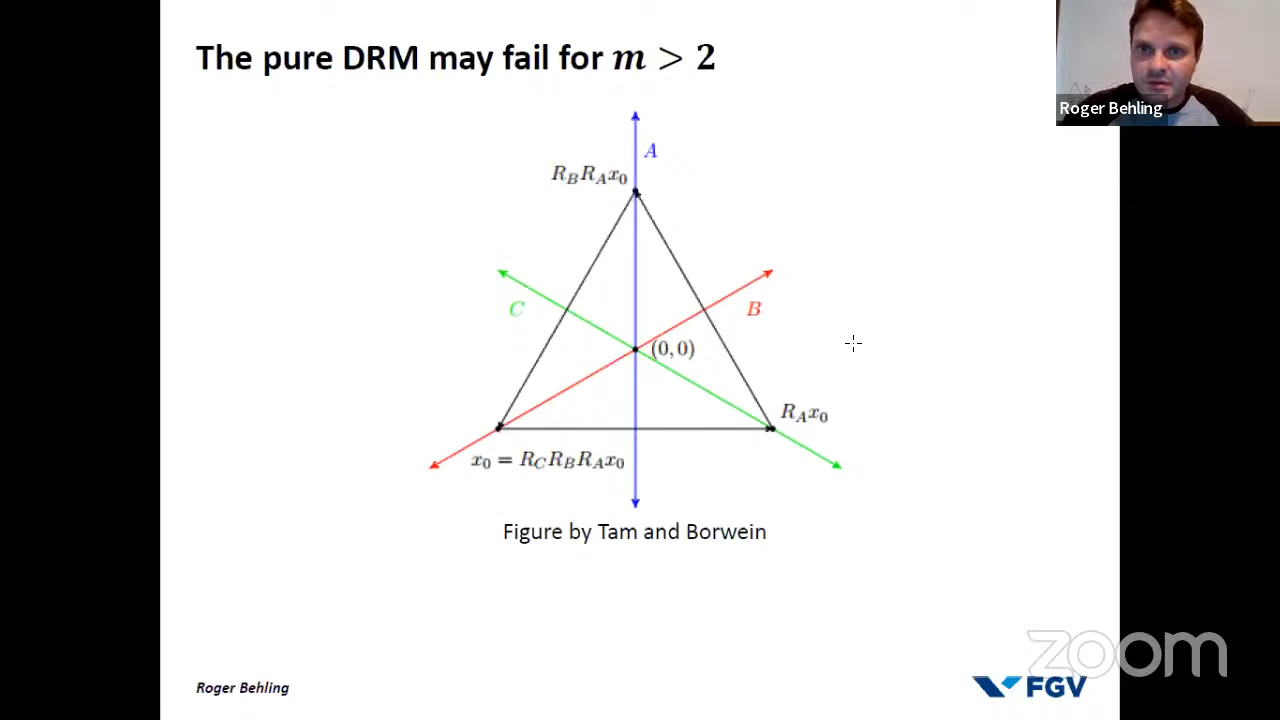 The pure DRM may fail for m > 2
Roger Behling
A
R_B R_A x_0
C
B
(0, 0)
R_A x_0
x_0 = R_C R_B R_A x_0
Figure by Tam and Borwein
zoom
Roger Behling
FGV